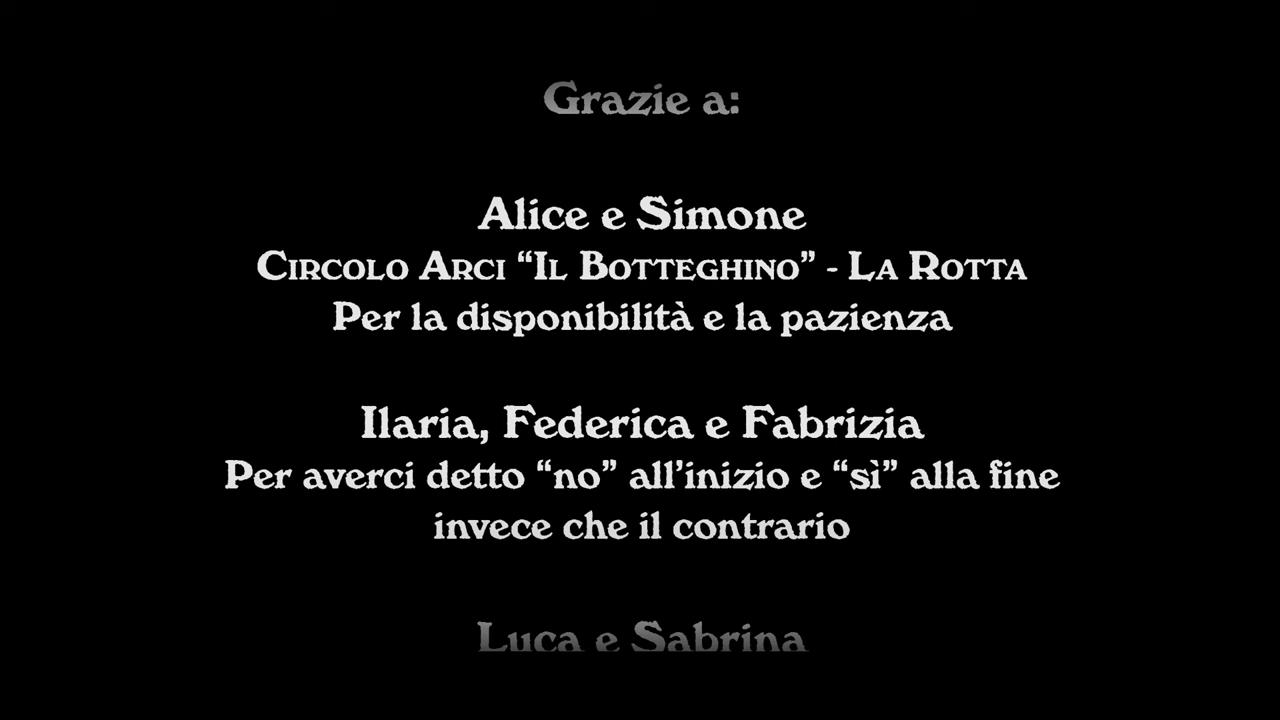 Grazie a:
Alice e Simone
Circolo Arci “Il Botteghino” - La Rotta
Per la disponibilità e la pazienza
Ilaria, Federica e Fabrizia
Per averci detto “no” all’inizio e “sì” alla fine
invece che il contrario
Luca e Sabrina